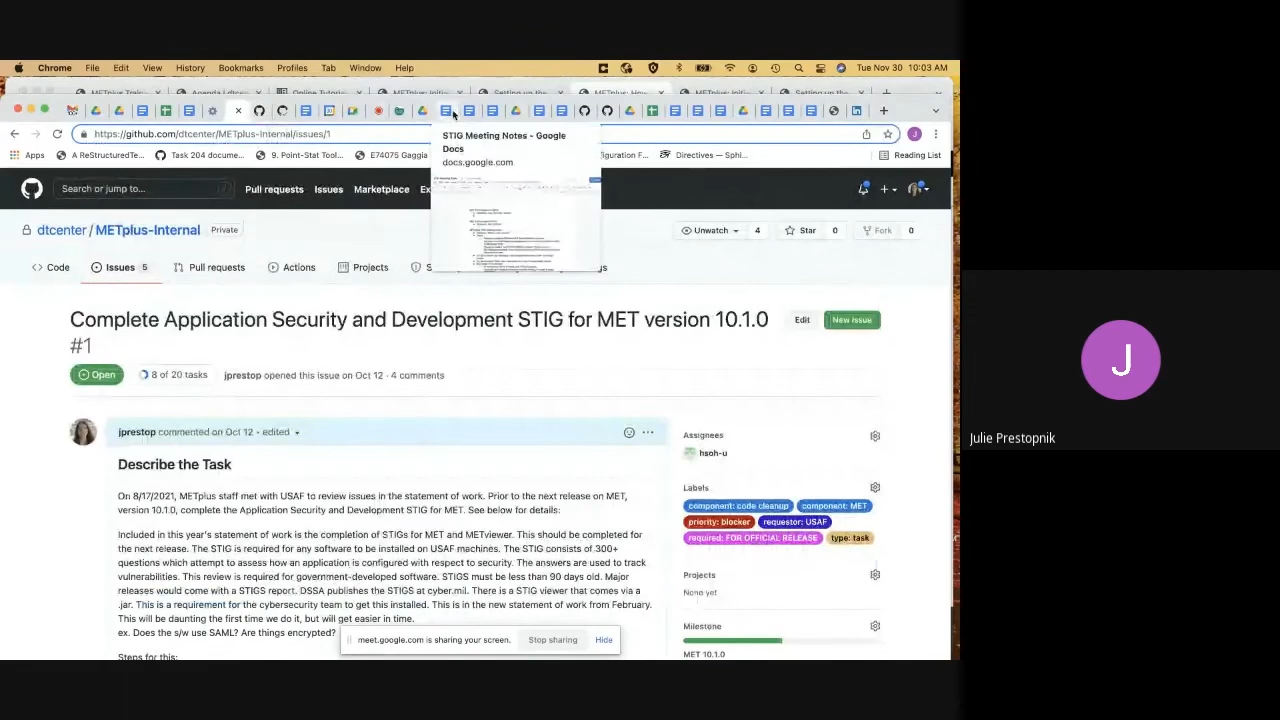 Chrome File Edit View History Bookmarks Profiles Tab Window Help Tue Nov 30 10:03 AM
https://github.com/dtcenter/METplus-Internal/issues/1
STIG Meeting Notes - Google
Docs
docs.google.com
Apps A ReStructuredTe... Task 204 docume... 9. Point-Stat Tool... E74075 Gaggia Directives — Sphi... Reading List
Search or jump to... Pull requests Issues Marketplace
dtcenter / METplus-Internal Private Unwatch 4 Star 0 Fork 0
Code Issues 5 Pull requests Actions Projects
Complete Application Security and Development STIG for MET version 10.1.0 Edit New issue
#1
Open 8 of 20 tasks jprestop opened this issue on Oct 12 · 4 comments
jprestop commented on Oct 12 • edited
Describe the Task
On 8/17/2021, METplus staff met with USAF to review issues in the statement of work. Prior to the next release on MET,
version 10.1.0, complete the Application Security and Development STIG for MET. See below for details:
Included in this year's statement of work is the completion of STIGs for MET and METviewer. This should be completed for
the next release. The STIG is required for any software to be installed on USAF machines. The STIG consists of 300+
questions which attempt to assess how an application is configured with respect to security. The answers are used to track
vulnerabilities. This review is required for government-developed software. STIGS must be less than 90 days old. Major
releases would come with a STIGS report. DSSA publishes the STIGS at cyber.mil. There is a STIG viewer that comes via a
.jar. This is a requirement for the cybersecurity team to get this installed. This is in the new statement of work from February.
This will be daunting the first time we do it, but will get easier in time.
ex. Does the s/w use SAML? Are things encrypted?
Steps for this:
Assignees
hsoh-u
Labels
component: code cleanup component: MET
priority: blocker requestor: USAF
required: FOR OFFICIAL RELEASE type: task
Projects
None yet
Milestone
MET 10.1.0
meet.google.com is sharing your screen. Stop sharing Hide
J
Julie Prestopnik